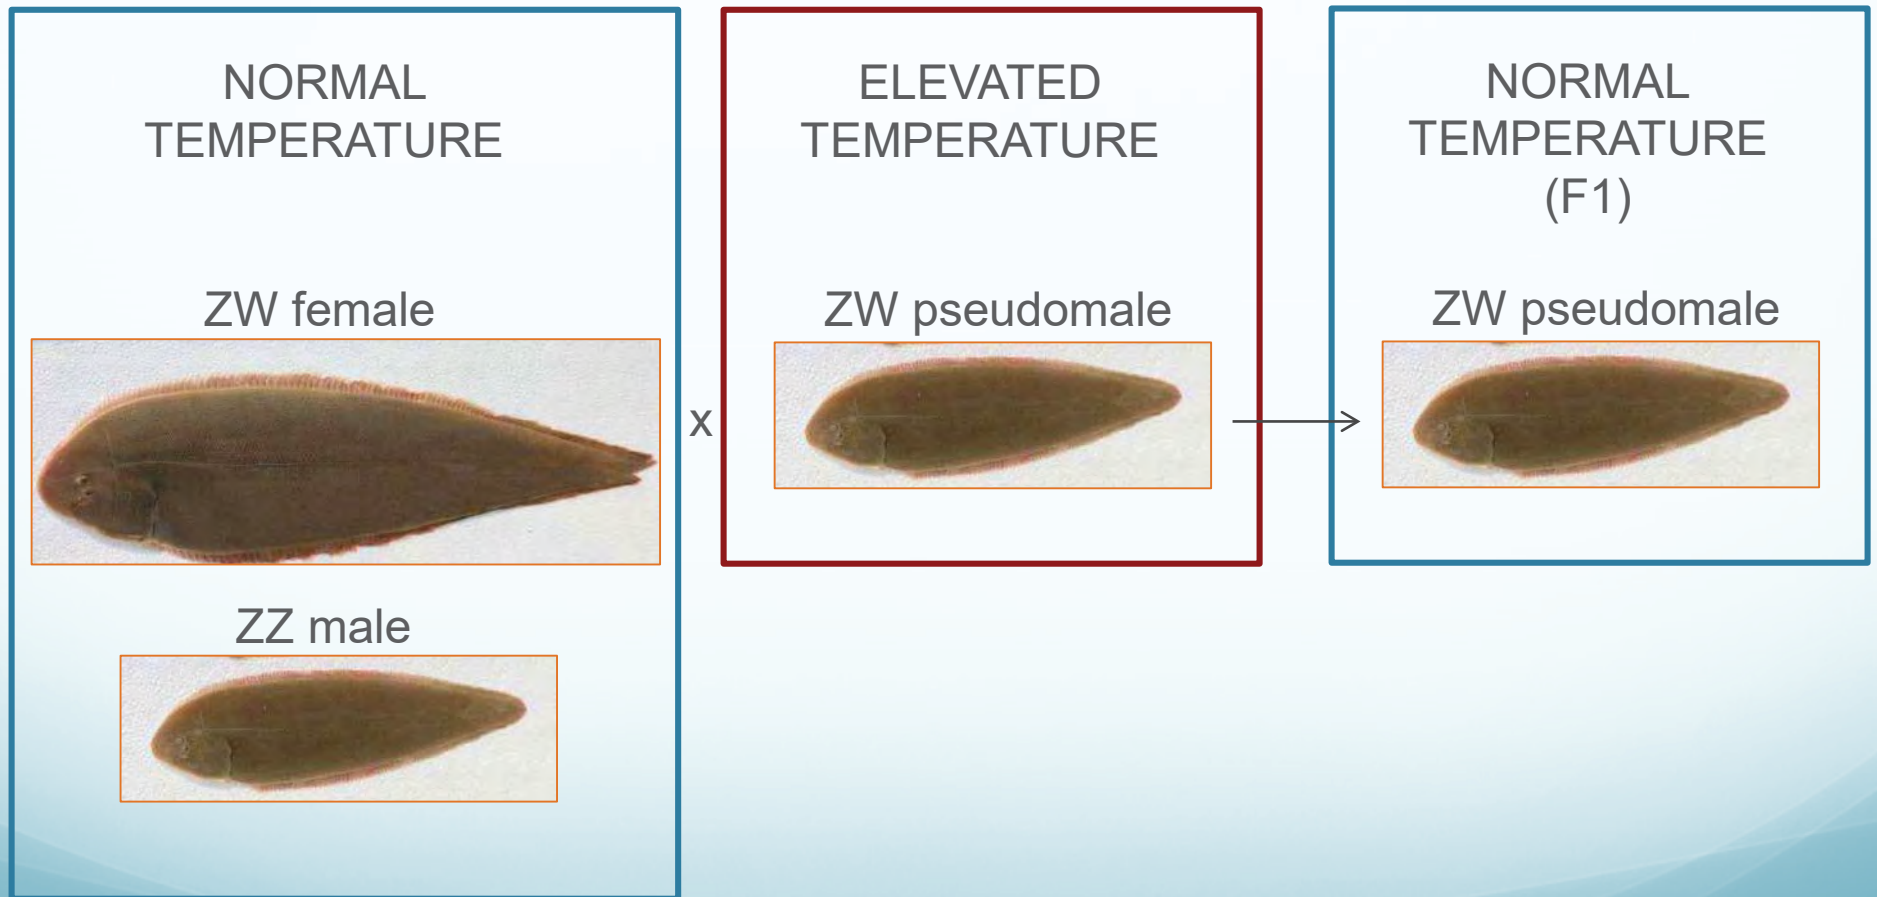 NORMAL
TEMPERATURE
ZW female
ZZ male
x
ELEVATED
TEMPERATURE
ZW pseudomale
NORMAL
TEMPERATURE
(F1)
ZW pseudomale